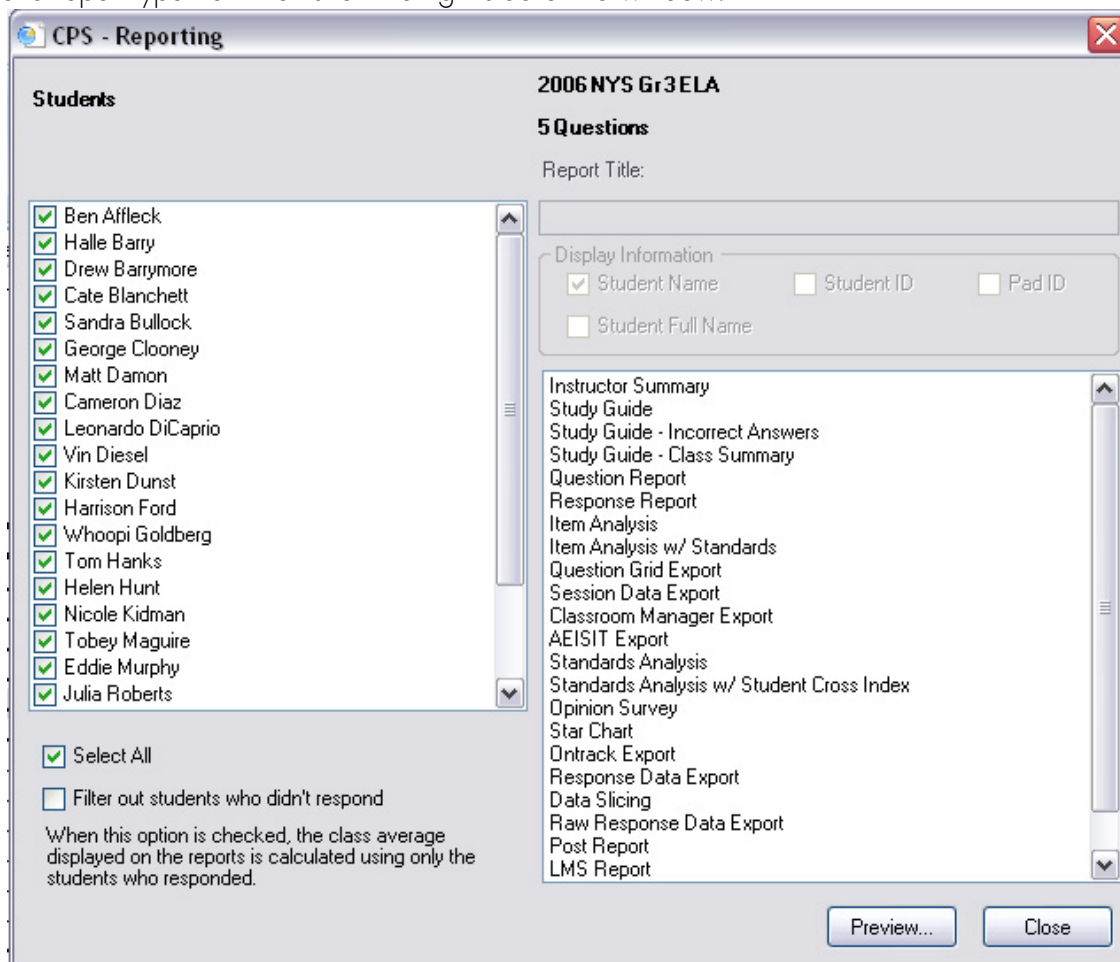 CPS - Reporting
Students
2006 NYS Gr3 ELA
5 Questions
Report Title:
Ben Affleck
Halle Barry
Drew Barrymore
Cate Blanchett
Sandra Bullock
George Clooney
Matt Damon
Cameron Diaz
Leonardo DiCaprio
Vin Diesel
Kirsten Dunst
Harrison Ford
Whoopi Goldberg
Tom Hanks
Helen Hunt
Nicole Kidman
Tobey Maguire
Eddie Murphy
Julia Roberts
Select All
Filter out students who didn't respond
When this option is checked, the class average
displayed on the reports is calculated using only the
students who responded.
Display Information
Student Name Student ID Pad ID
Student Full Name
Instructor Summary
Study Guide
Study Guide - Incorrect Answers
Study Guide - Class Summary
Question Report
Response Report
Item Analysis
Item Analysis w/ Standards
Question Grid Export
Session Data Export
Classroom Manager Export
AEISIT Export
Standards Analysis
Standards Analysis w/ Student Cross Index
Opinion Survey
Star Chart
Ontrack Export
Response Data Export
Data Slicing
Raw Response Data Export
Post Report
LMS Report
Preview... Close